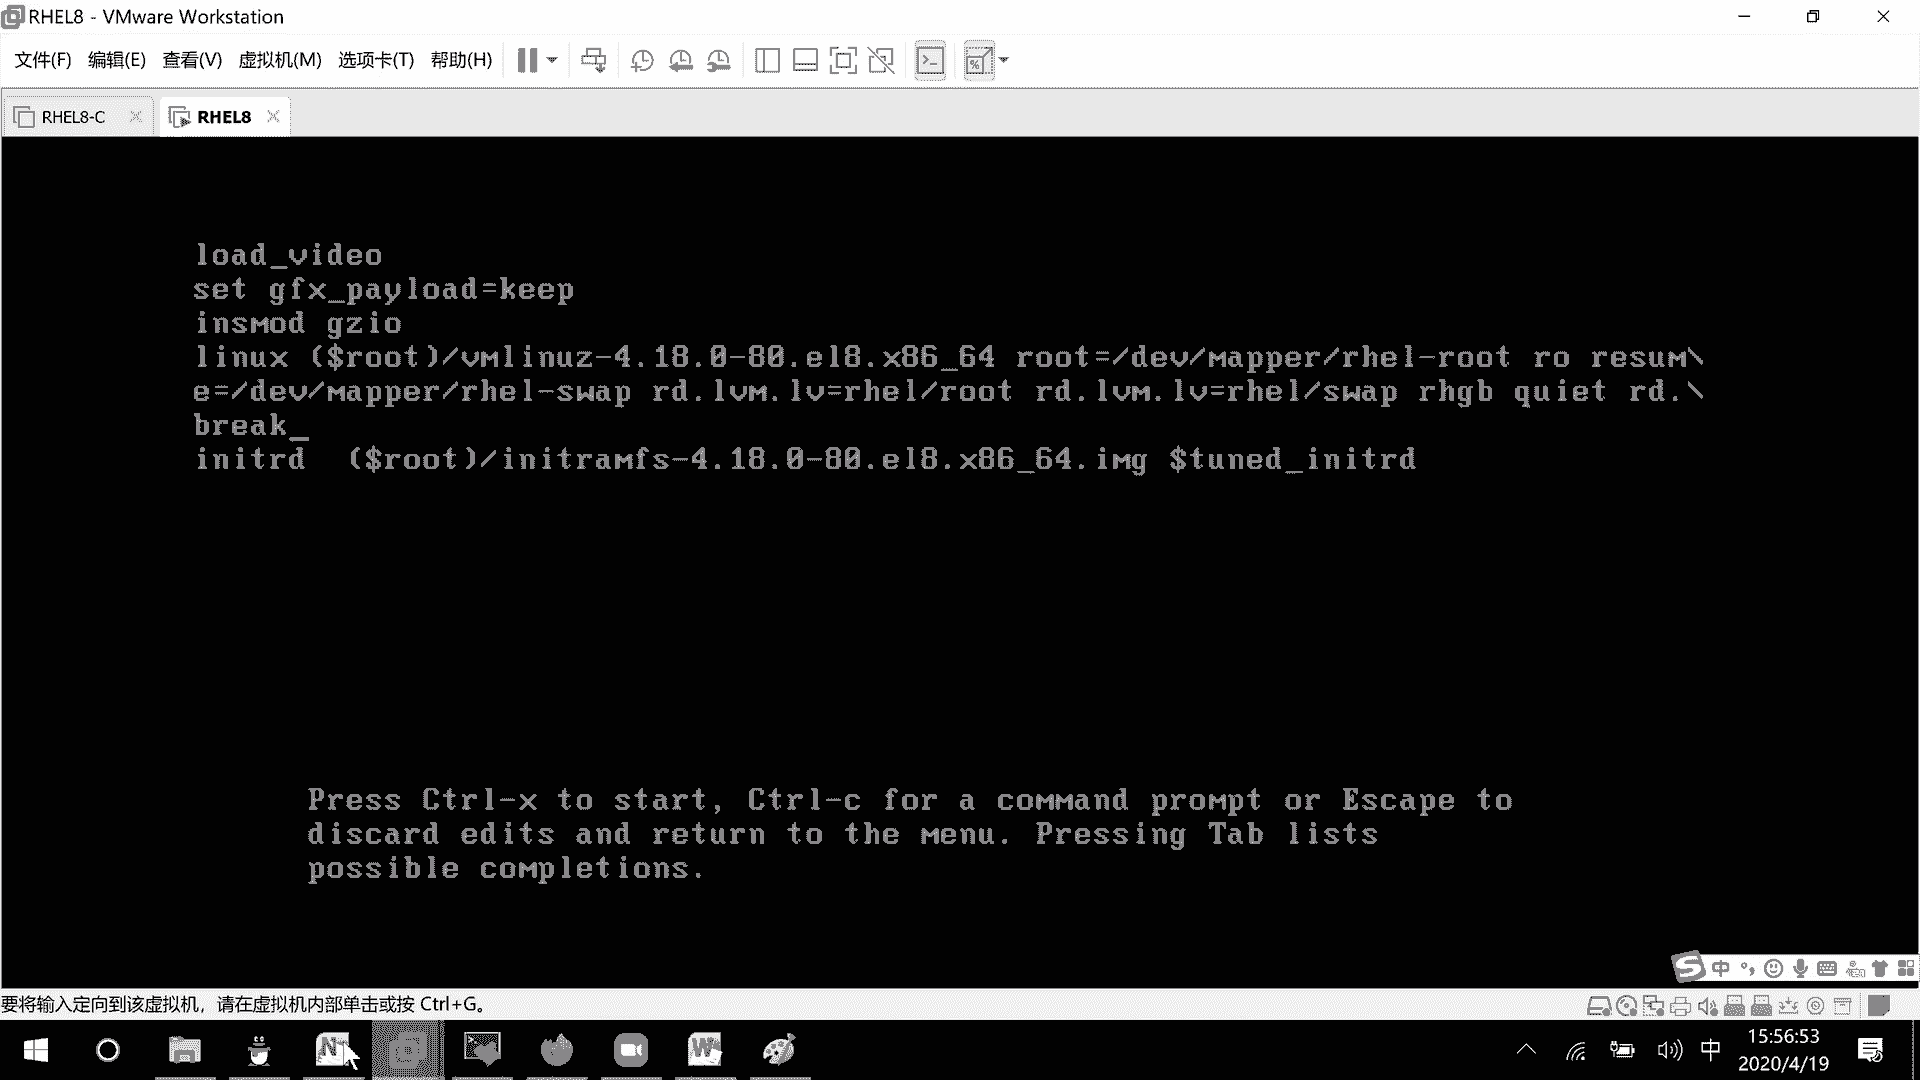 RHEL8 - VMware Workstation
文件(F) 编辑(E) 查看(V) 虚拟机(M) 选项卡(T) 帮助(H)
RHEL8-C RHEL8
load_video
set gfx_payload=keep
insmod gzio
linux ($root)/vmlinuz-4.18.0-80.el8.x86_64 root=/dev/mapper/rhel-root ro resum\
e=/dev/mapper/rhel-swap rd.lvm.lv=rhel/root rd.lvm.lv=rhel/swap rhgb quiet rd.\
break_
initrd  ($root)/initramfs-4.18.0-80.el8.x86_64.img $tuned_initrd
Press Ctrl-x to start, Ctrl-c for a command prompt or Escape to
discard edits and return to the menu. Pressing Tab lists
possible completions.
中
要将输入定向到该虚拟机，请在虚拟机内部单击或按 Ctrl+G。
中 15:56:53
2020/4/19